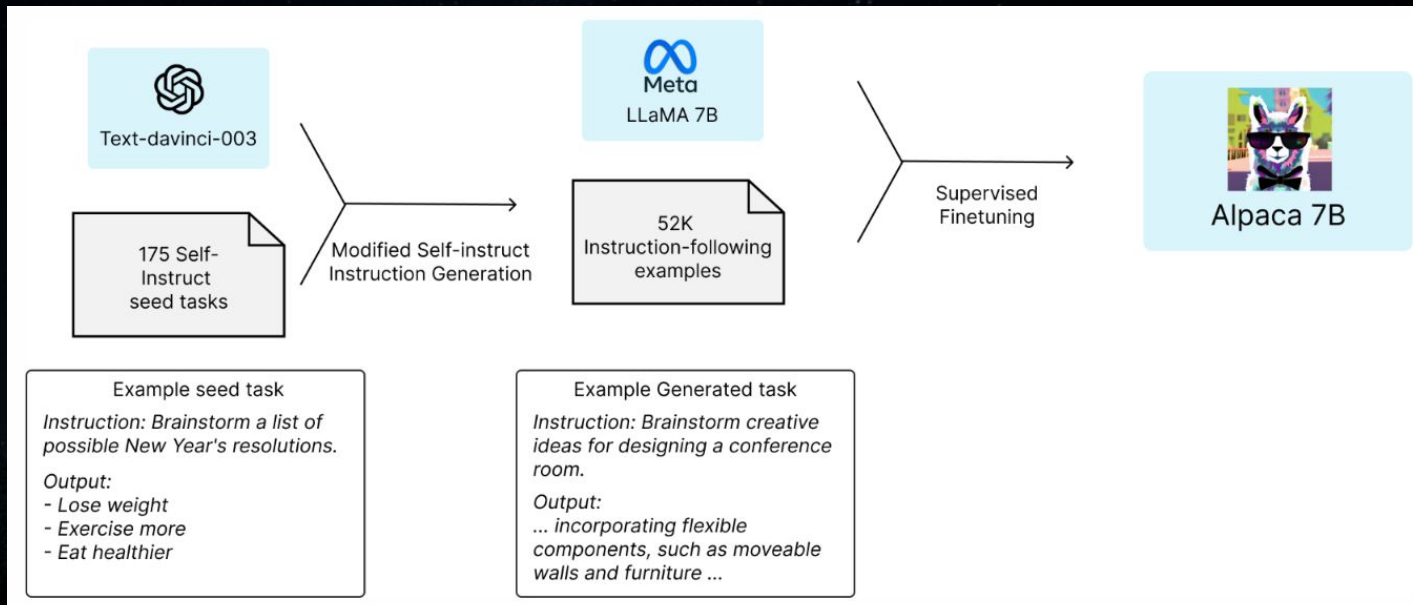 Text-davinci-003
175 Self-
Instruct
seed tasks
Modified Self-instruct
Instruction Generation
Meta
LLaMA 7B
52K
Instruction-following
examples
Supervised
Finetuning
Alpaca 7B
Example seed task
Instruction: Brainstorm a list of
possible New Year's resolutions.
Output:
- Lose weight
- Exercise more
- Eat healthier
Example Generated task
Instruction: Brainstorm creative
ideas for designing a conference
room.
Output:
... incorporating flexible
components, such as moveable
walls and furniture ...